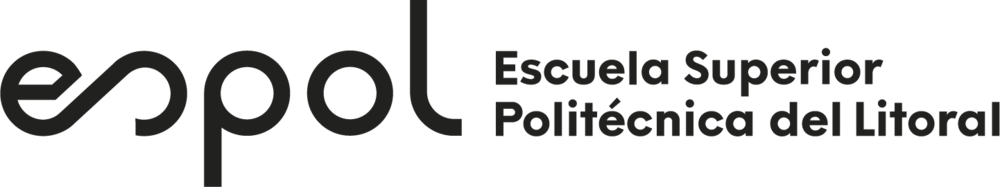 espol
Escuela Superior
Politécnica del Litoral